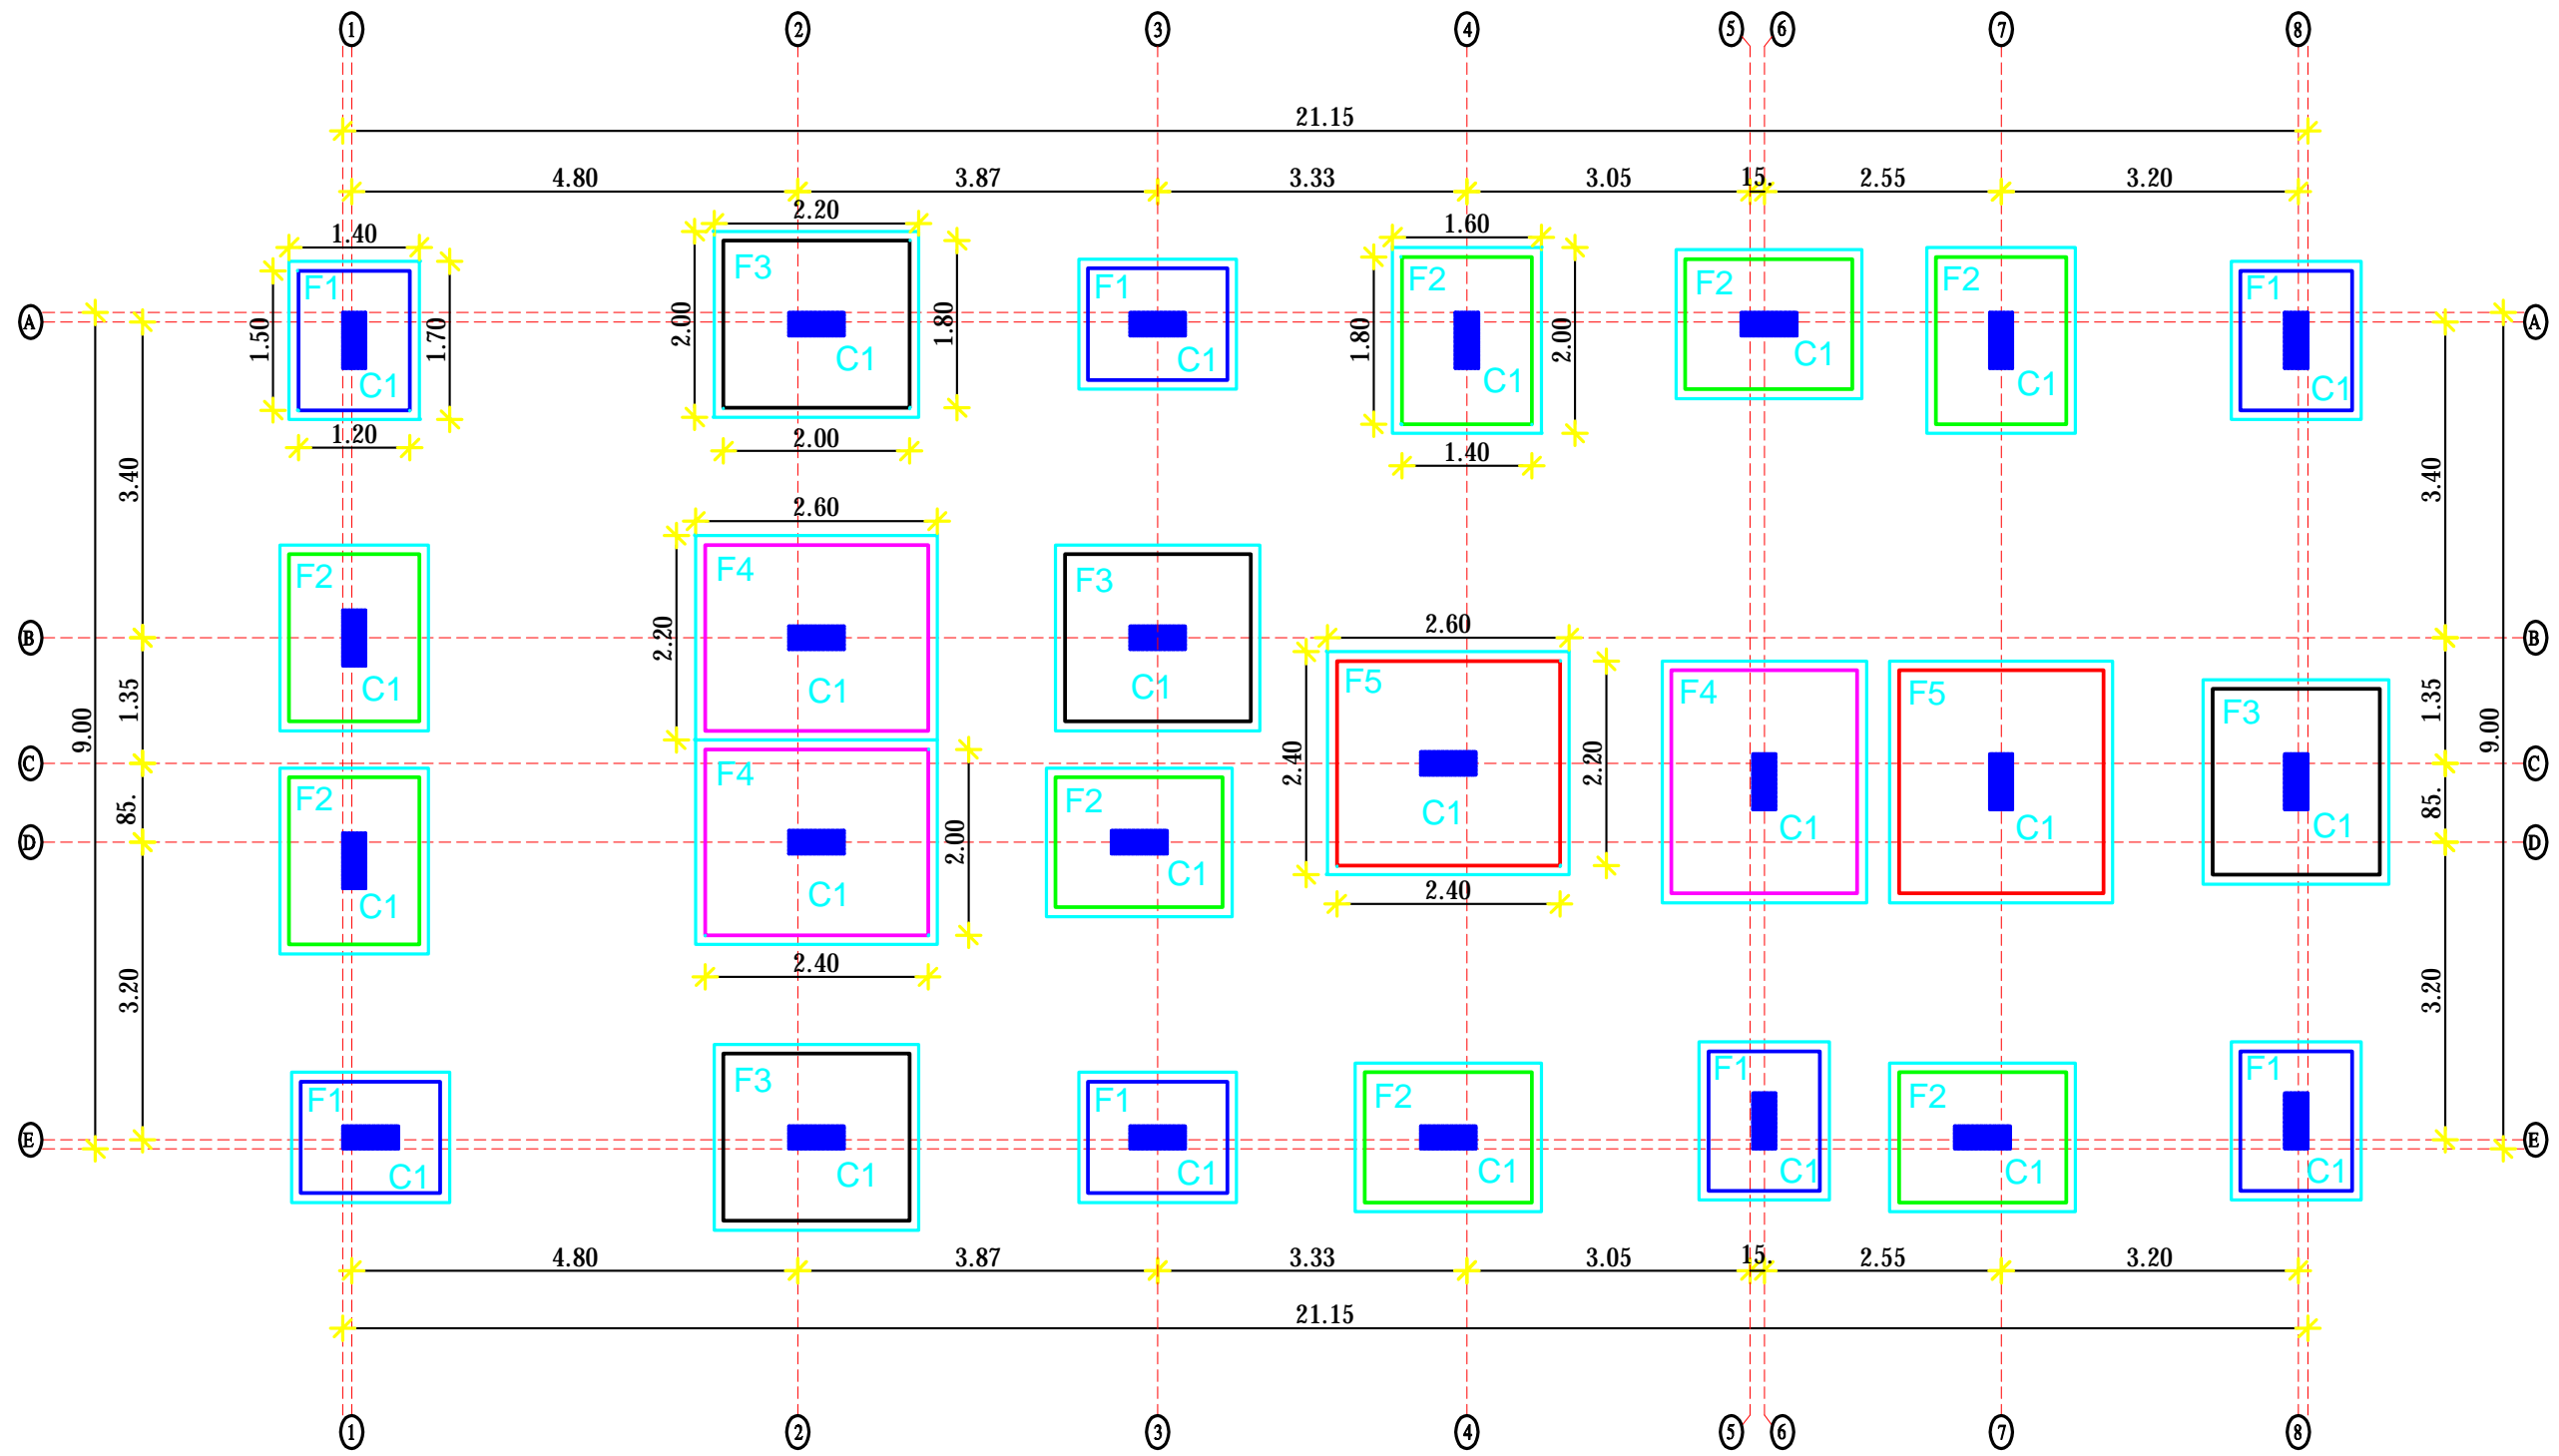 1 2 3 4 5 6 7 8
21.15
4.80 3.87 3.33 3.05 15. 2.55 3.20
1.40 2.20 1.60
F1 F3 F1 F2 F2 F2 F1
A 1.50 1.70 2.00 1.80 1.80 2.00 A
C1 C1 C1 C1 C1 C1 C1
1.20 2.00 1.40
3.40 3.40
2.60
F2 F4 F3
B 2.20 2.60 B
C1 C1 C1
F5 F4 F5 F3
9.00 1.35 1.35 9.00
C 2.40 2.20 C
F2 F4 F2
85. C1 C1 C1 C1 85.
D 2.00 D
C1 C1 C1
2.40 2.40
3.20 3.20
F1 F3 F1 F2 F1 F2 F1
E E
C1 C1 C1 C1 C1 C1 C1
4.80 3.87 3.33 3.05 15. 2.55 3.20
21.15
1 2 3 4 5 6 7 8